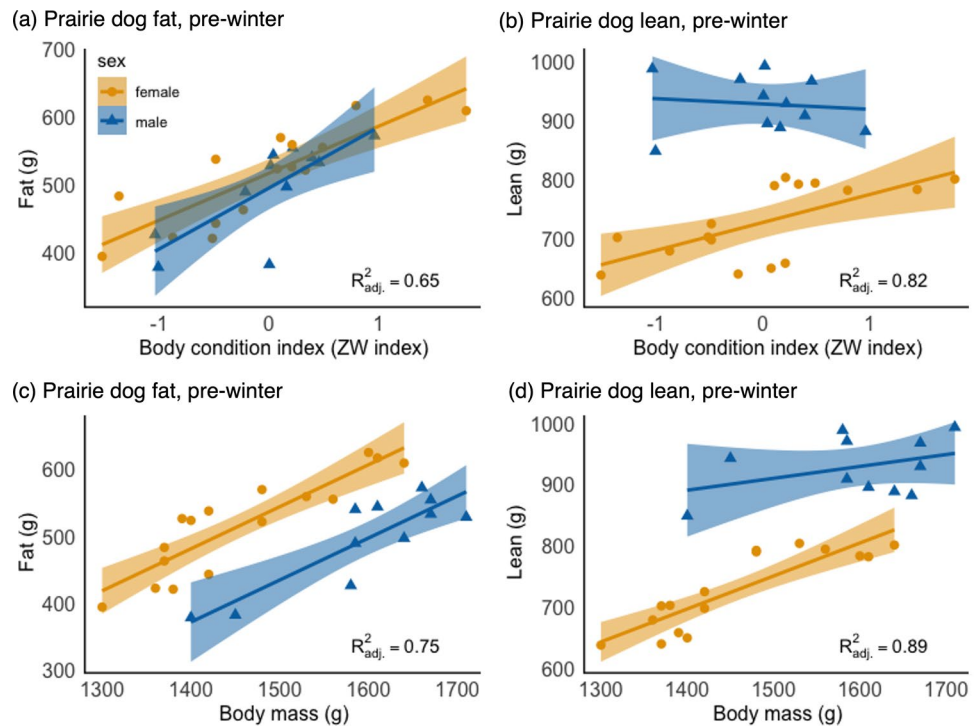 (a) Prairie dog fat, pre-winter
700
600
500
400
Fat (g)
sex
female
male
R²adj. = 0.65
-1 0 1
Body condition index (ZW index)
(b) Prairie dog lean, pre-winter
1000
900
800
700
600
Lean (g)
R²adj. = 0.82
-1 0 1
Body condition index (ZW index)
(c) Prairie dog fat, pre-winter
600
500
400
300
Fat (g)
R²adj. = 0.75
1300 1400 1500 1600 1700
Body mass (g)
(d) Prairie dog lean, pre-winter
1000
900
800
700
600
Lean (g)
R²adj. = 0.89
1300 1400 1500 1600 1700
Body mass (g)